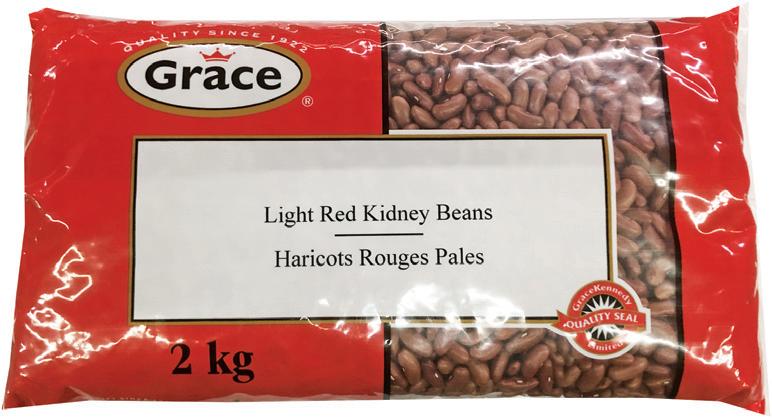 QUALITY SINCE 1922
Grace
®
Light Red Kidney Beans
Haricots Rouges Pales
GraceKennedy
QUALITY SEAL
Limited
2 kg